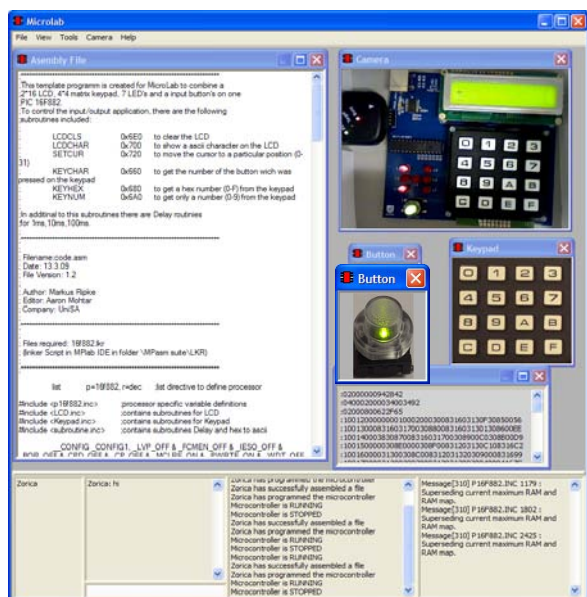 Microlab
File View Tools Camera Help
Asembly File
;This template programm is created for MicroLab to combine a
;2*16 LCD, 4*4 matrix keypad, 7 LED's and a input button's on one
;PIC 16F882.
;To control the input/output application, there are the following
;subroutines included:
; LCDCLS 0x6E0 to clear the LCD
; LCDCHAR 0x700 to show a ascii character on the LCD
; SETCUR 0x720 to move the cursor to a particular position (0-
31)
; KEYCHAR 0x660 to get the number of the button wich was
pressed on the keypad
; KEYHEX 0x680 to get a hex number (0-F) from the keypad
; KEYNUM 0x6A0 to get only a number (0-9) from the keypad
;In additinal to this subroutines there are Delay routinies
;for 1ms,10ms,100ms.
; Filename:code.asm
; Date: 13.3.09
; File Version: 1.2
; Author: Markus Ripke
; Editor: Aaron Mohtar
; Company: UniSA
; Files required: 16f882.lkr
; (linker Script in MPlab IDE in folder \MPasm suite\LKR)
list p=16f882, r=dec ;list directive to define processor
#include <p16f882.inc> ;processor specific variable definitions
#include <LCD.inc> ;contains subroutines for LCD
#include <Keypad.inc> ;contains subroutines for Keypad
#include <subroutine.inc> ;contains subroutines Delay and hex to ascii
__CONFIG _CONFIG1, _LVP_OFF & _FCMEN_OFF & _IESO_OFF &
Camera
0 1 2 3
4 5 6 7
8 9 A B
C D E F
Button
Button
Keypad
0 1 2 3
4 5 6 7
8 9 A B
C D E F
:02000000942842
:040002000034003492
:02000800622F65
Zorica
Zorica: hi
Zorica has programmed the microcontroller
Zorica has successfully assembled a file
Zorica has programmed the microcontroller
Microcontroller is RUNNING
Microcontroller is STOPPED
Microcontroller is RUNNING
Microcontroller is STOPPED
Microcontroller is RUNNING
Microcontroller is STOPPED
Zorica has successfully assembled a file
Zorica has programmed the microcontroller
Microcontroller is RUNNING
Microcontroller is STOPPED
Message[310] P16F882.INC 1179 :
Superseding current maximum RAM and
RAM map.
Message[310] P16F882.INC 1802 :
Superseding current maximum RAM and
RAM map.
Message[310] P16F882.INC 2425 :
Superseding current maximum RAM and
RAM map.